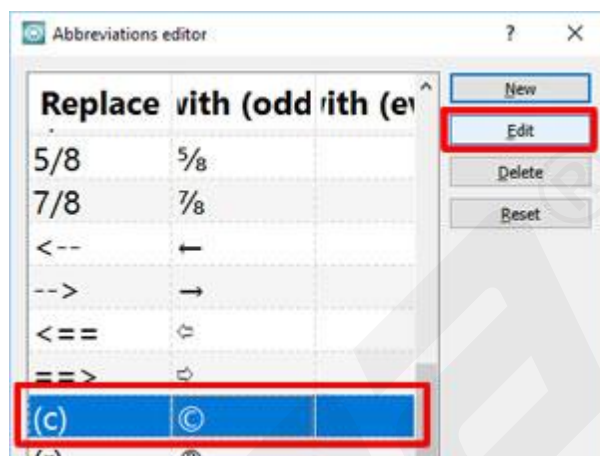 Abbreviations editor ? ×
Replace with (odd with (ev
5/8 ⅝
7/8 ⅞
<-- ←
--> →
<== ⇦
==> ⇨
(c) ©
New
Edit
Delete
Reset